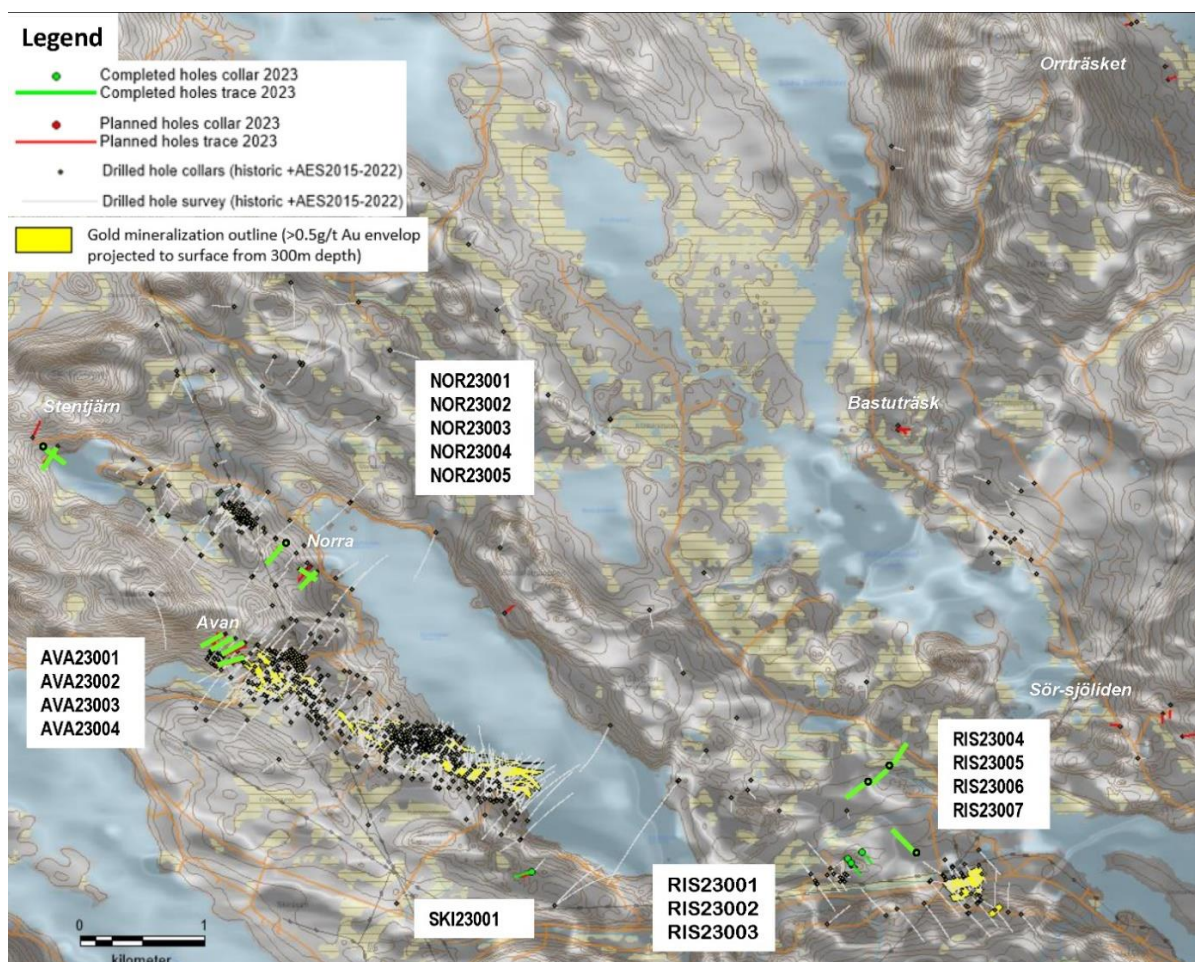 Legend
Completed holes collar 2023
Completed holes trace 2023
Planned holes collar 2023
Planned holes trace 2023
Drilled hole collars (historic +AES2015-2022)
Drilled hole survey (historic +AES2015-2022)
Gold mineralization outline (>0.5g/t Au envelop
projected to surface from 300m depth)
Orrträsket
NOR23001
NOR23002
NOR23003
NOR23004
NOR23005
Bastuträsk
Stentjärn
Norra
Avan
AVA23001
AVA23002
AVA23003
AVA23004
Sör-sjöliden
RIS23004
RIS23005
RIS23006
RIS23007
RIS23001
RIS23002
RIS23003
SKI23001
0 1
kilometer